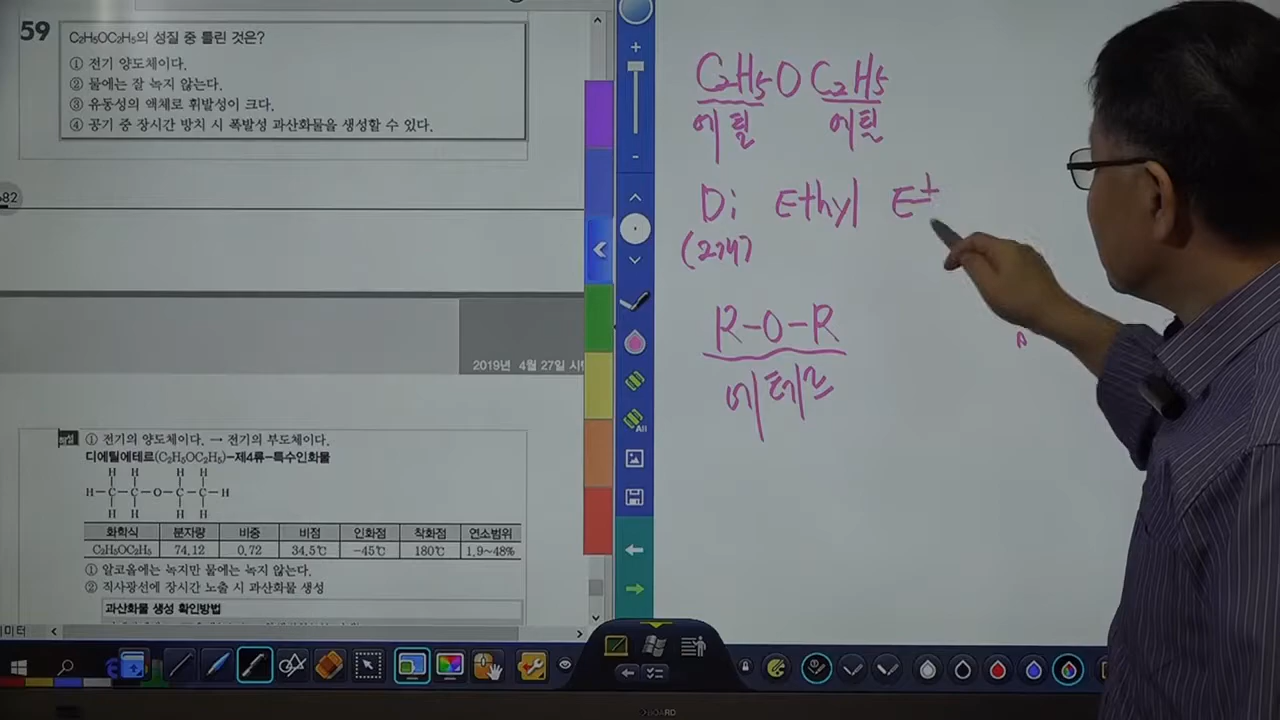 59
C₂H₅OC₂H₅의 성질 중 틀린 것은?
① 전기 양도체이다.
② 물에는 잘 녹지 않는다.
③ 유동성의 액체로 휘발성이 크다.
④ 공기 중 장시간 방치 시 폭발성 과산화물을 생성할 수 있다.
82
2019년 4월 27일 시
① 전기의 양도체이다. → 전기의 부도체이다.
디에틸에테르(C₂H₅OC₂H₅)-제4류-특수인화물
H H H H
H-C-C-O-C-C-H
H H H H
화학식 분자량 비중 비점 인화점 착화점 연소범위
C₂H₅OC₂H₅ 74.12 0.72 34.5℃ -45℃ 180℃ 1.9~48%
① 알코올에는 녹지만 물에는 녹지 않는다.
② 직사광선에 장시간 노출 시 과산화물 생성
과산화물 생성 확인방법
미터
C₂H₅ O C₂H₅
에틸 에틸
Di Ethyl Et
(2개)
R-O-R
에테르
All